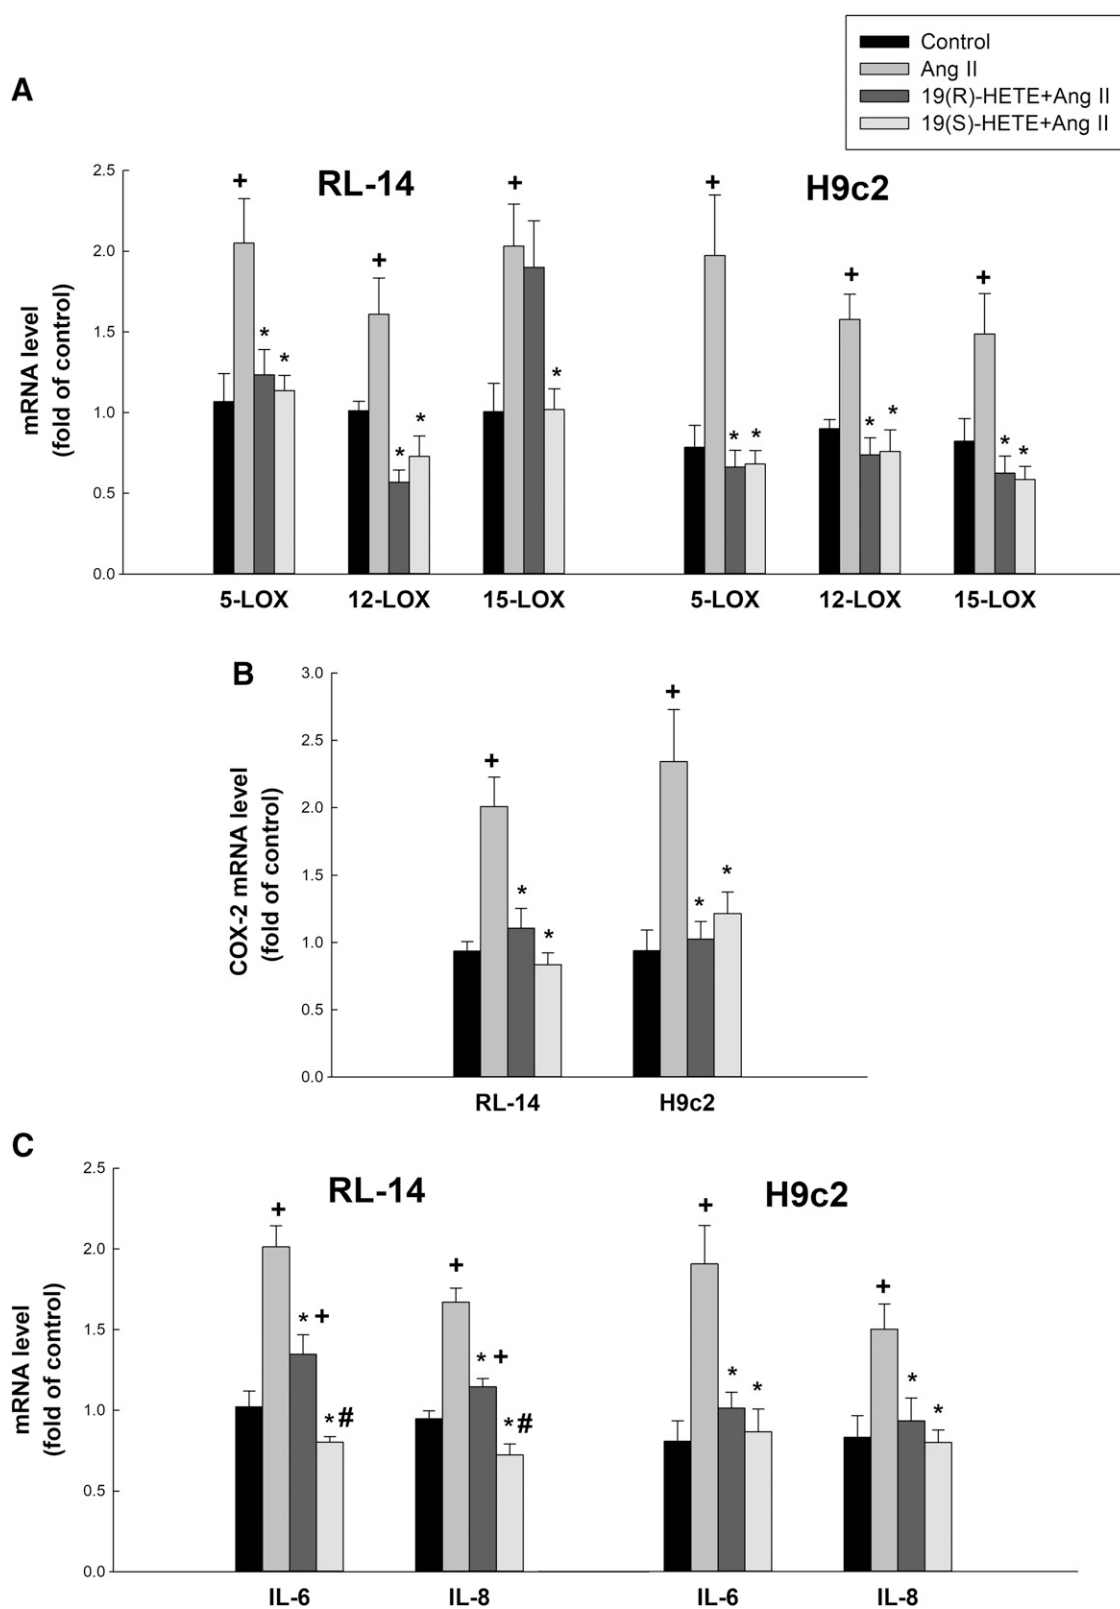 Control
Ang II
19(R)-HETE+Ang II
19(S)-HETE+Ang II
A
RL-14
H9c2
mRNA level
(fold of control)
2.5
2.0
1.5
1.0
0.5
0.0
+
+
+
+
+
+
*
*
*
*
*
*
*
*
*
*
*
5-LOX 12-LOX 15-LOX 5-LOX 12-LOX 15-LOX
B
COX-2 mRNA level
(fold of control)
3.0
2.5
2.0
1.5
1.0
0.5
0.0
+
+
*
*
*
*
RL-14 H9c2
C
RL-14
H9c2
mRNA level
(fold of control)
2.5
2.0
1.5
1.0
0.5
0.0
+
* +
* #
+
* +
* #
+
*
*
+
*
*
IL-6 IL-8 IL-6 IL-8